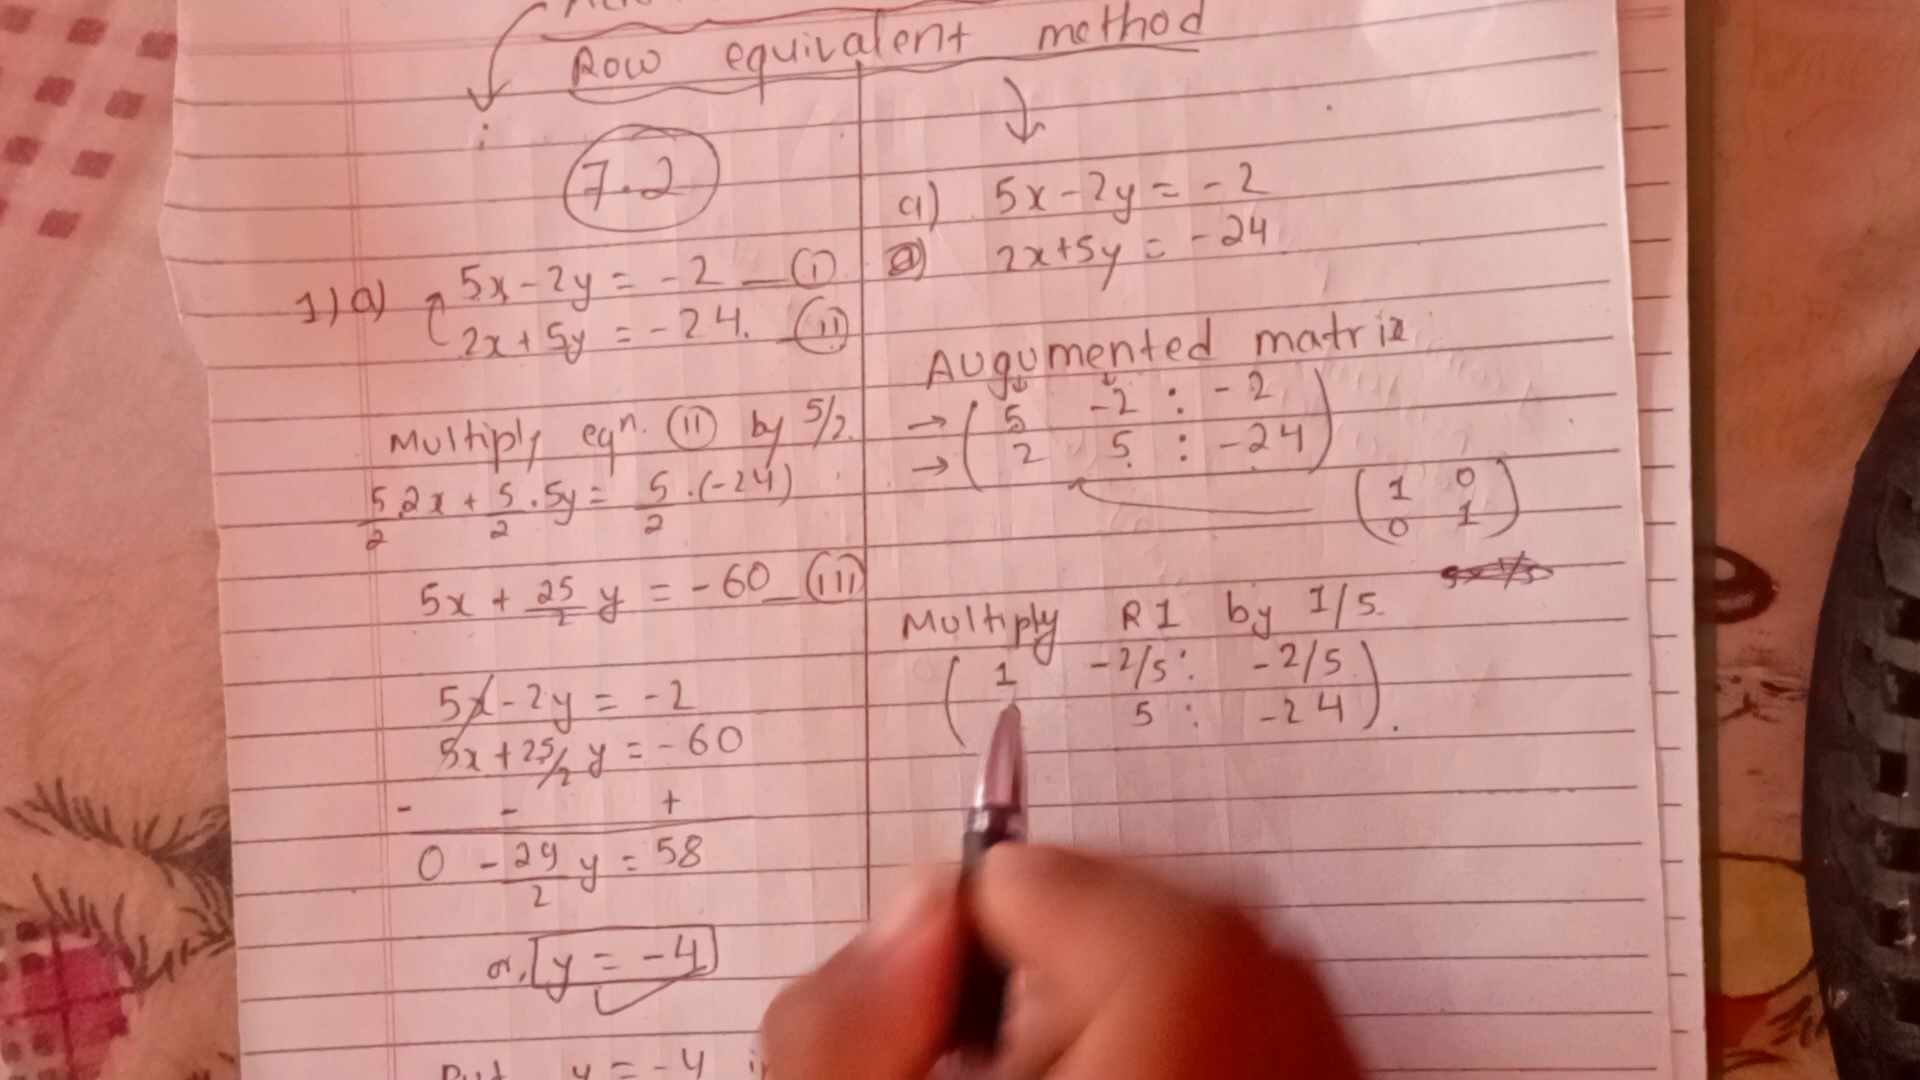 Row equivalent method
7.2
1) a) 5x - 2y = -2 — (i)
2x + 5y = -24. — (ii)
Multiply eqn. (ii) by 5/2.
5/2 . 2x + 5/2 . 5y = 5/2 . (-24)
5x + 25/2 y = -60 — (iii)
5x - 2y = -2
5x + 25/2 y = -60
- - +
0 - 29/2 y = 58
or, y = -4
Put y = -4
a) 5x - 2y = -2
2x + 5y = -24
Augumented matrix
( 5 -2 : -2
2 5 : -24 )
( 1 0
0 1 )
Multiply R1 by 1/5.
( 1 -2/5 : -2/5
5 : -24 ).